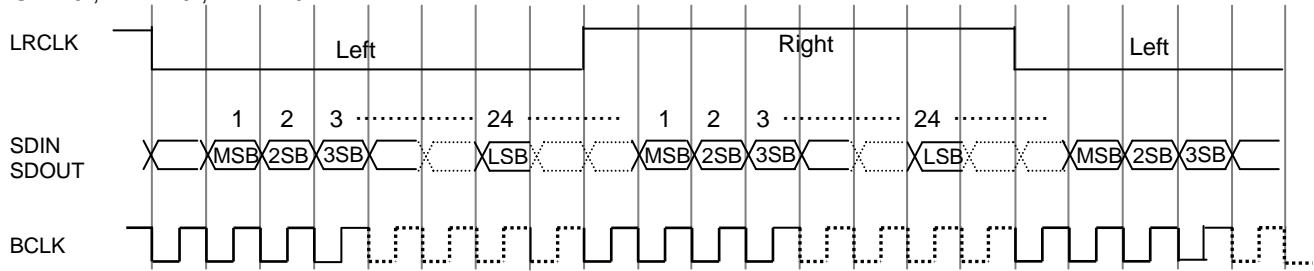 LRCLK
Left
Right
Left
1 2 3 24 1 2 3 24
SDIN
SDOUT
MSB 2SB 3SB LSB MSB 2SB 3SB LSB MSB 2SB 3SB
BCLK